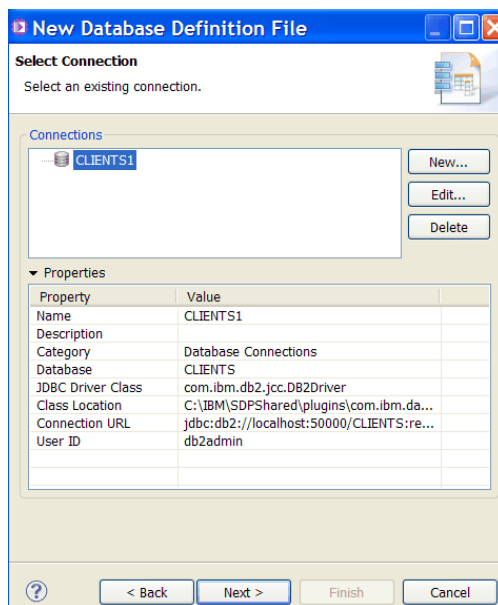 New Database Definition File
Select Connection
Select an existing connection.
Connections
CLIENTS1
New...
Edit...
Delete
Properties
Property Value
Name CLIENTS1
Description
Category Database Connections
Database CLIENTS
JDBC Driver Class com.ibm.db2.jcc.DB2Driver
Class Location C:\IBM\SDPShared\plugins\com.ibm.da...
Connection URL jdbc:db2://localhost:50000/CLIENTS:re...
User ID db2admin
? < Back Next > Finish Cancel